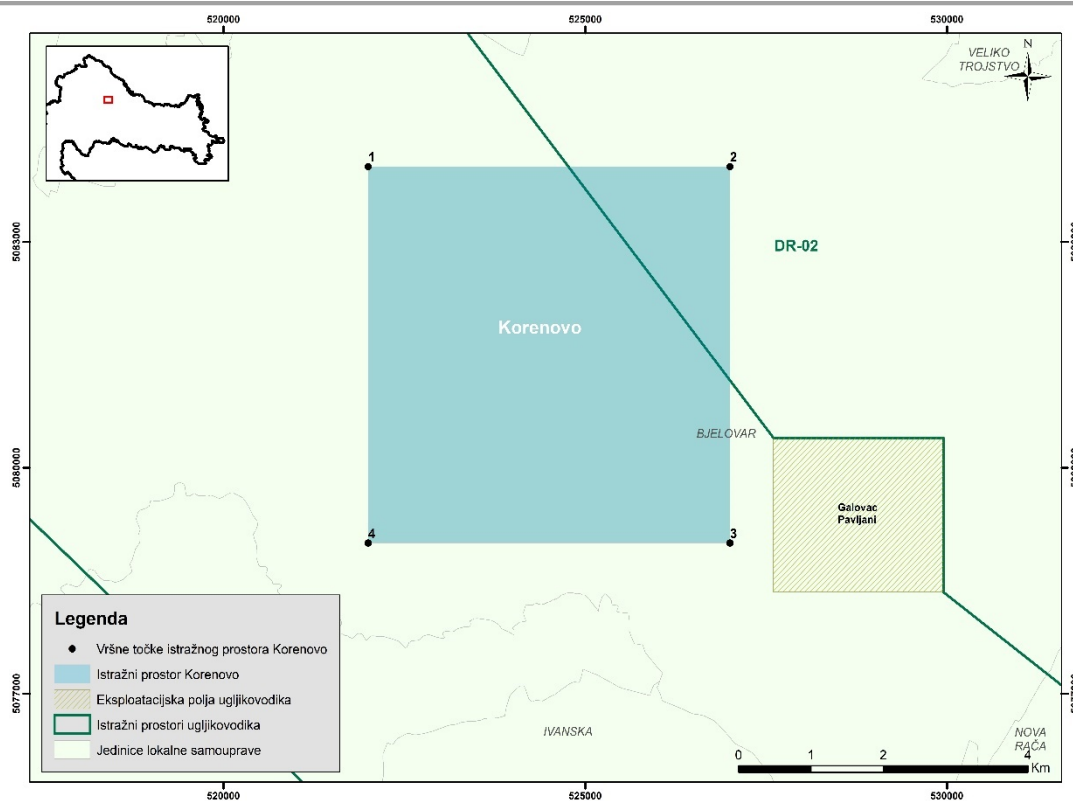 520000
525000
530000
VELIKO
TROJSTVO
N
1
2
5083000
DR-02
Korenovo
BJELOVAR
5080000
Galovac
Pavljani
4
3
Legenda
Vršne točke istražnog prostora Korenovo
Istražni prostor Korenovo
Eksploatacijska polja ugljikovodika
Istražni prostori ugljikovodika
Jedinice lokalne samouprave
5077000
IVANSKA
NOVA
RAČA
0 1 2 4
Km
520000
525000
530000